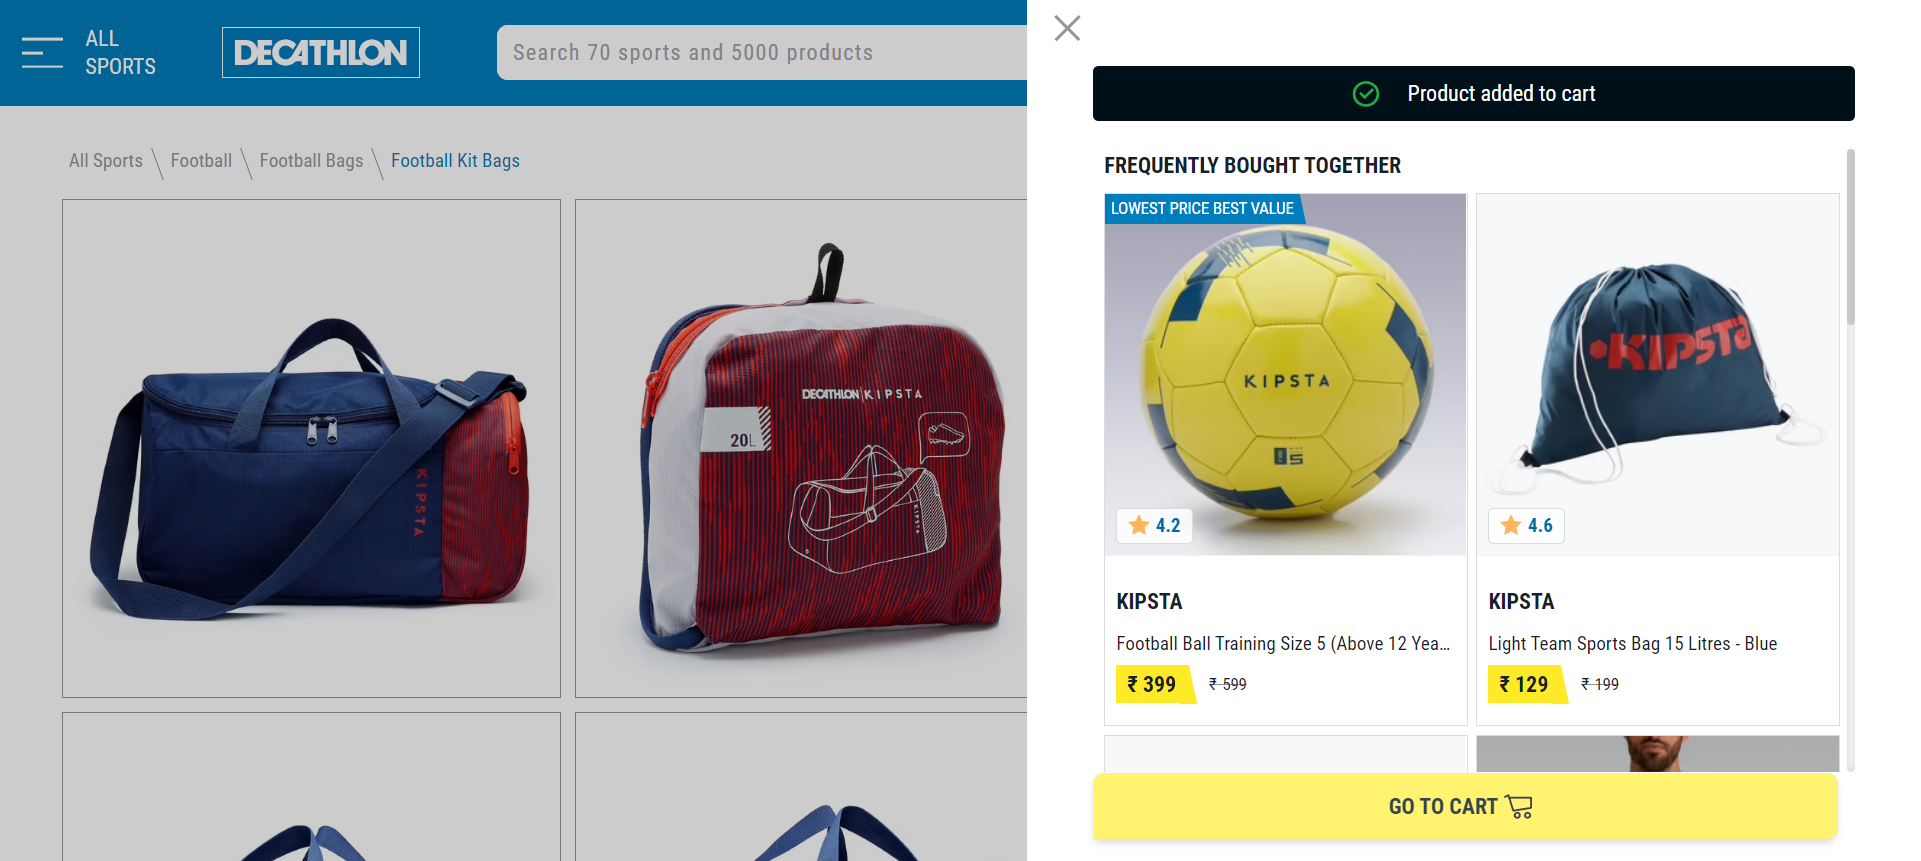 ALL
SPORTS
DECATHLON
Search 70 sports and 5000 products
All Sports
Football
Football Bags
Football Kit Bags
KIPSTA
DECATHLON KIPSTA
20L
KIPSTA
Product added to cart
FREQUENTLY BOUGHT TOGETHER
LOWEST PRICE BEST VALUE
KIPSTA
5
4.2
KIPSTA
Football Ball Training Size 5 (Above 12 Yea...
₹ 399
₹ 599
KIPSTA
4.6
KIPSTA
Light Team Sports Bag 15 Litres - Blue
₹ 129
₹ 199
GO TO CART